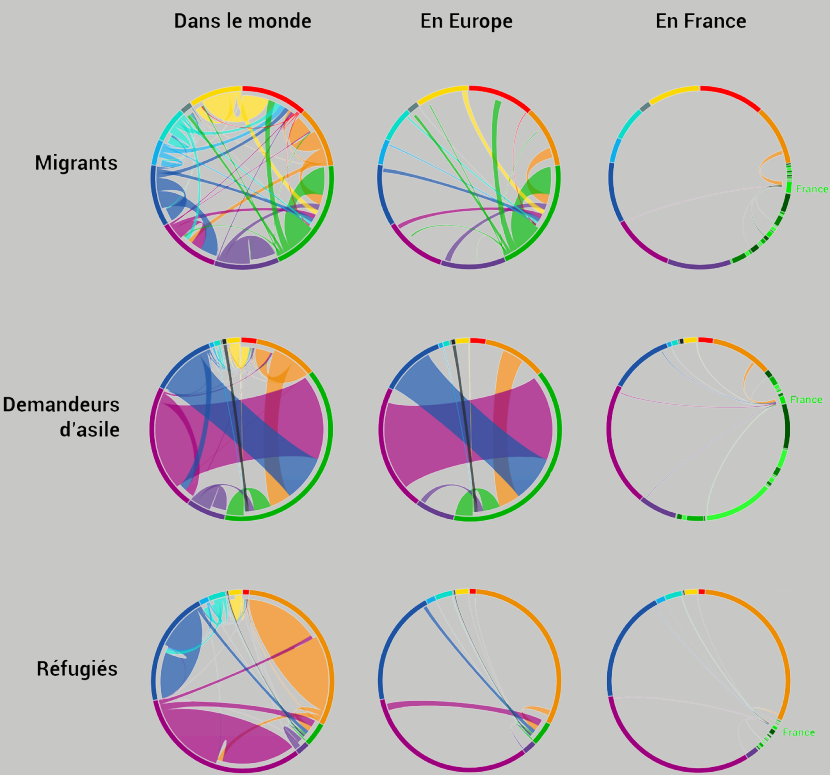 Dans le monde
En Europe
En France
Migrants
France
Demandeurs
d'asile
France
Réfugiés
France